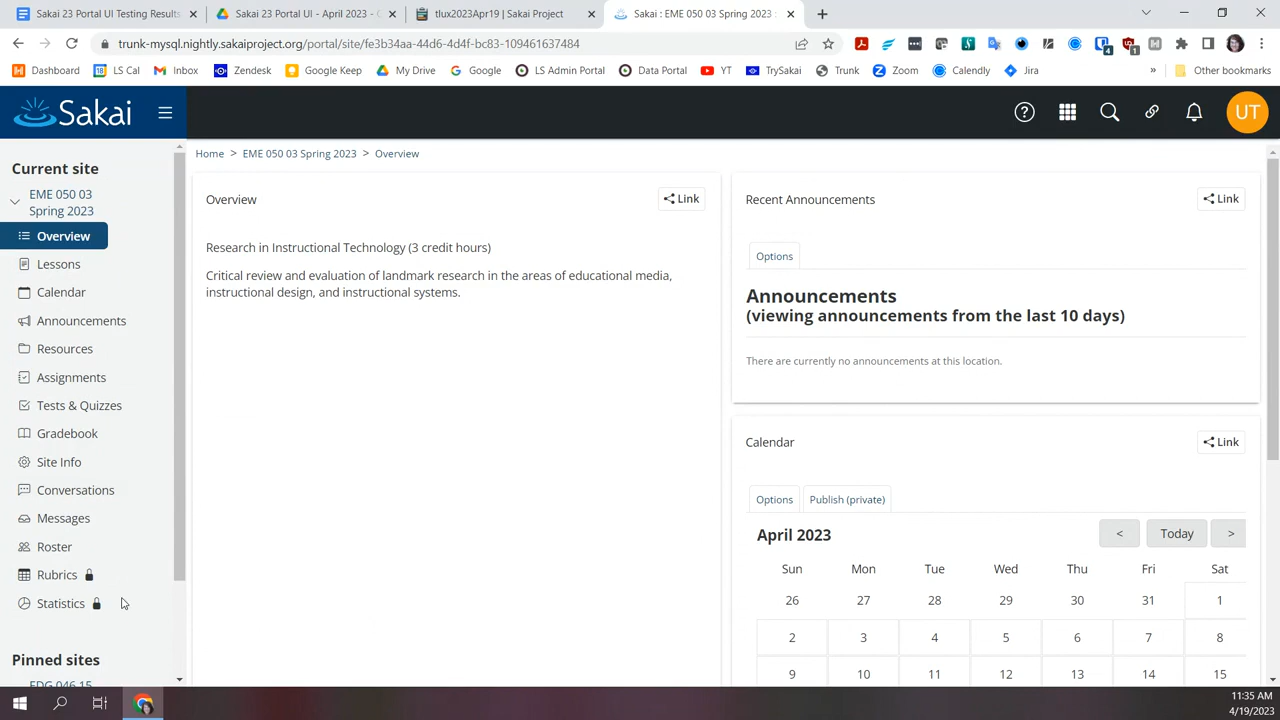 Sakai 23 Portal UI Testing Results
Sakai 23 Portal UI - April 2023 - G
tlux2023Apr19 | Sakai Project
Sakai : EME 050 03 Spring 2023 :
trunk-mysql.nightly.sakaiproject.org/portal/site/fe3b34aa-44d6-4d4f-bc83-109461637484
Dashboard
LS Cal
Inbox
Zendesk
Google Keep
My Drive
Google
LS Admin Portal
Data Portal
YT
TrySakai
Trunk
Zoom
Calendly
Jira
»
Other bookmarks
Sakai
UT
Current site
EME 050 03
Spring 2023
Overview
Lessons
Calendar
Announcements
Resources
Assignments
Tests & Quizzes
Gradebook
Site Info
Conversations
Messages
Roster
Rubrics
Statistics
Pinned sites
EDG 046 15
Home > EME 050 03 Spring 2023 > Overview
Overview
Link
Research in Instructional Technology (3 credit hours)
Critical review and evaluation of landmark research in the areas of educational media,
instructional design, and instructional systems.
Recent Announcements
Link
Options
Announcements
(viewing announcements from the last 10 days)
There are currently no announcements at this location.
Calendar
Link
Options
Publish (private)
April 2023
< Today >
Sun Mon Tue Wed Thu Fri Sat
26 27 28 29 30 31 1
2 3 4 5 6 7 8
9 10 11 12 13 14 15
11:35 AM
4/19/2023